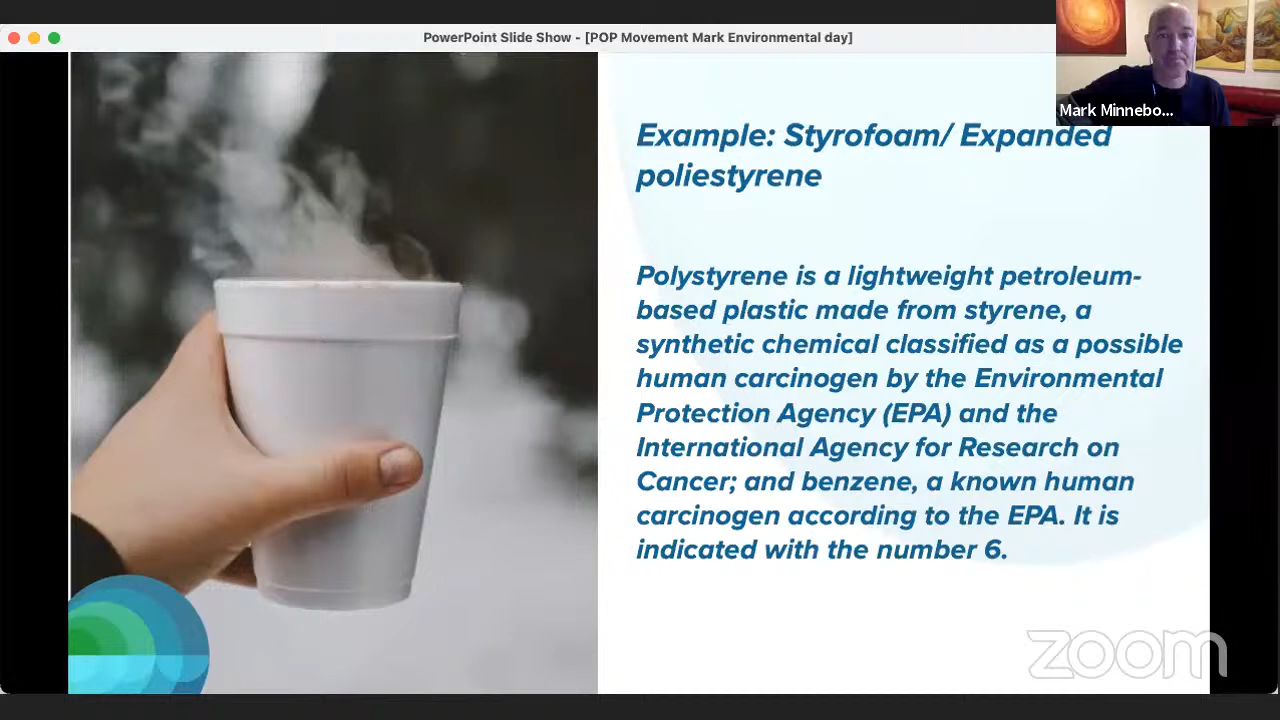 PowerPoint Slide Show - [POP Movement Mark Environmental day]
Mark Minnebo...
Example: Styrofoam/ Expanded
poliestyrene
Polystyrene is a lightweight petroleum-
based plastic made from styrene, a
synthetic chemical classified as a possible
human carcinogen by the Environmental
Protection Agency (EPA) and the
International Agency for Research on
Cancer; and benzene, a known human
carcinogen according to the EPA. It is
indicated with the number 6.
zoom